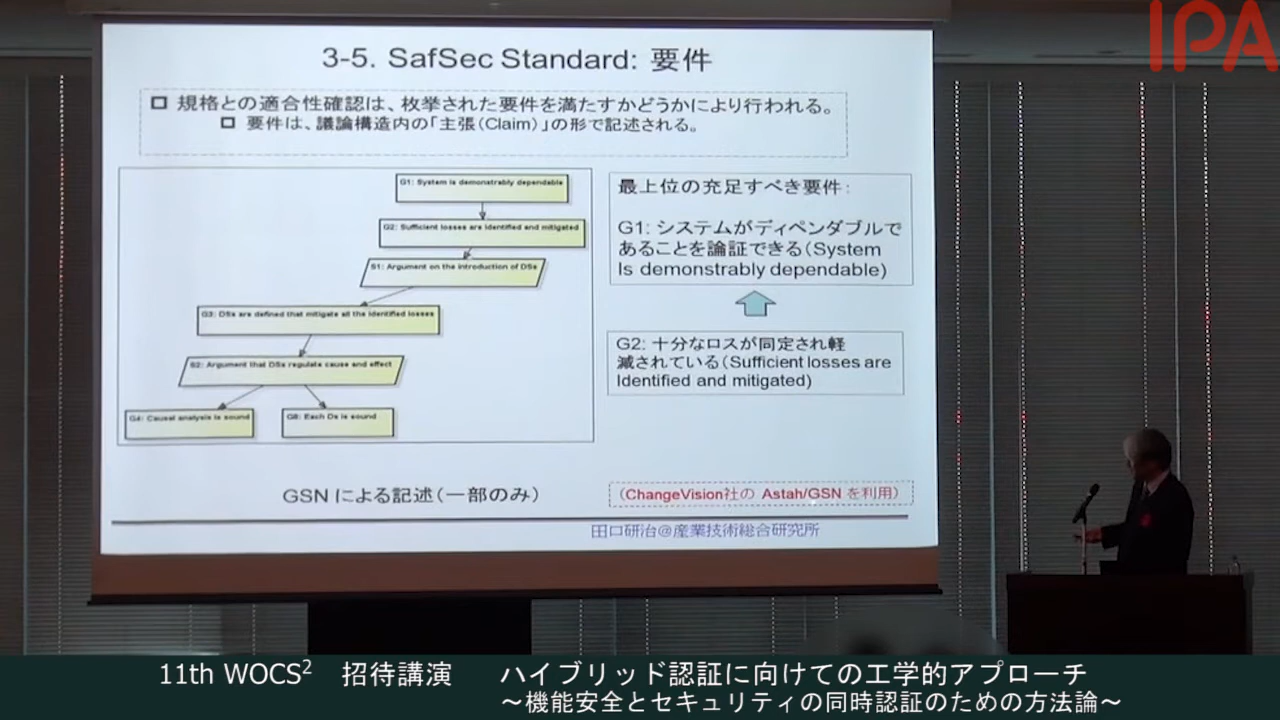 IPA
3-5. SafSec Standard: 要件
□ 規格との適合性確認は、枚挙された要件を満たすかどうかにより行われる。
□ 要件は、議論構造内の「主張(Claim)」の形で記述される。
G1: System is demonstrably dependable
G2: Sufficient losses are identified and mitigated
S1: Argument on the introduction of DSs
G3: DSs are defined that mitigate all the identified losses
S2: Argument that DSs regulate cause and effect
G4: Causal analysis is sound
G8: Each Ds is sound
最上位の充足すべき要件:
G1: システムがディペンダブルで
あることを論証できる(System
Is demonstrably dependable)
G2: 十分なロスが同定され軽
減されている(Sufficient losses are
Identified and mitigated)
GSN による記述(一部のみ)
(ChangeVision社の Astah/GSN を利用)
田口研治@産業技術総合研究所
11th WOCS² 招待講演 ハイブリッド認証に向けての工学的アプローチ
～機能安全とセキュリティの同時認証のための方法論～